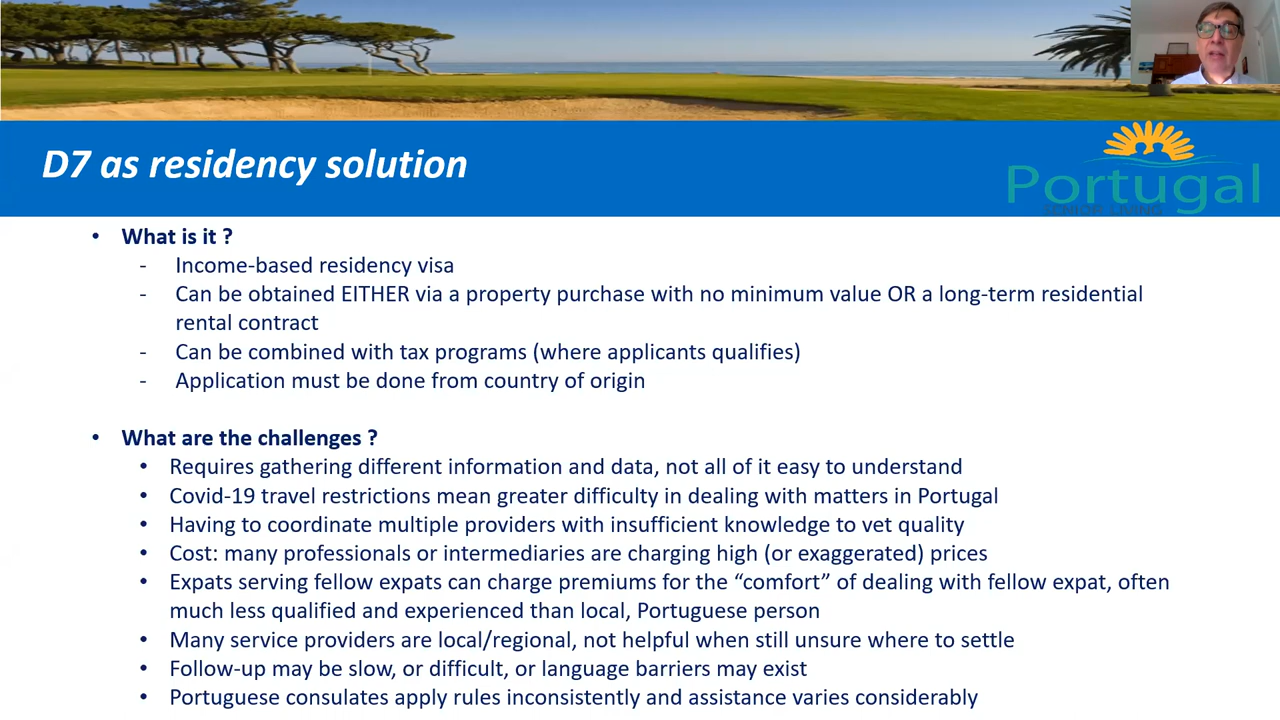 D7 as residency solution
Portugal
SENIOR LIVING
• What is it ?
- Income-based residency visa
- Can be obtained EITHER via a property purchase with no minimum value OR a long-term residential
rental contract
- Can be combined with tax programs (where applicants qualifies)
- Application must be done from country of origin
• What are the challenges ?
• Requires gathering different information and data, not all of it easy to understand
• Covid-19 travel restrictions mean greater difficulty in dealing with matters in Portugal
• Having to coordinate multiple providers with insufficient knowledge to vet quality
• Cost: many professionals or intermediaries are charging high (or exaggerated) prices
• Expats serving fellow expats can charge premiums for the “comfort” of dealing with fellow expat, often
much less qualified and experienced than local, Portuguese person
• Many service providers are local/regional, not helpful when still unsure where to settle
• Follow-up may be slow, or difficult, or language barriers may exist
• Portuguese consulates apply rules inconsistently and assistance varies considerably